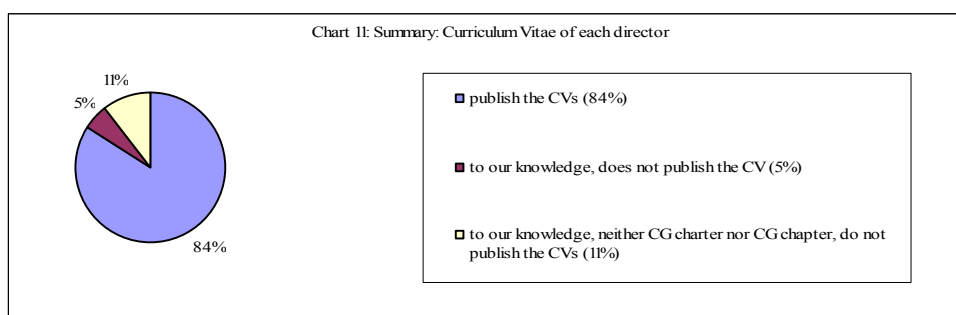 Chart 11: Summary: Curriculum Vitae of each director
11%
5%
84%
publish the CVs (84%)
to our knowledge, does not publish the CV (5%)
to our knowledge, neither CG charter nor CG chapter, do not
publish the CVs (11%)